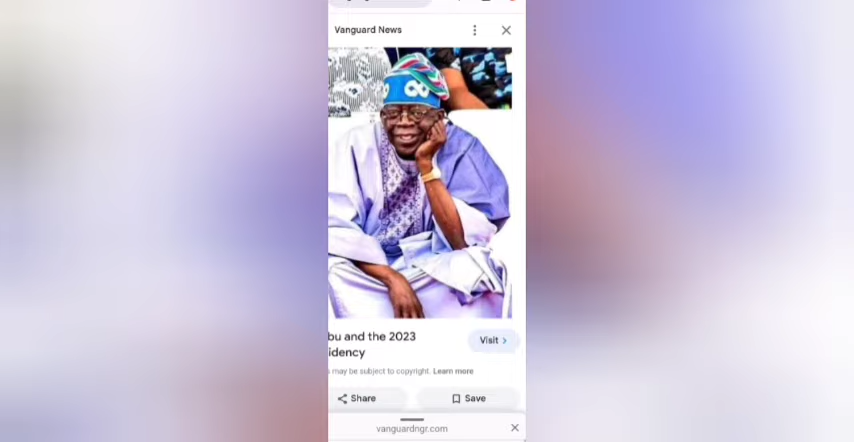 Vanguard News
bu and the 2023
Visit
idency
may be subject to copyright. Learn more
Share
Save
vanguardngr.com